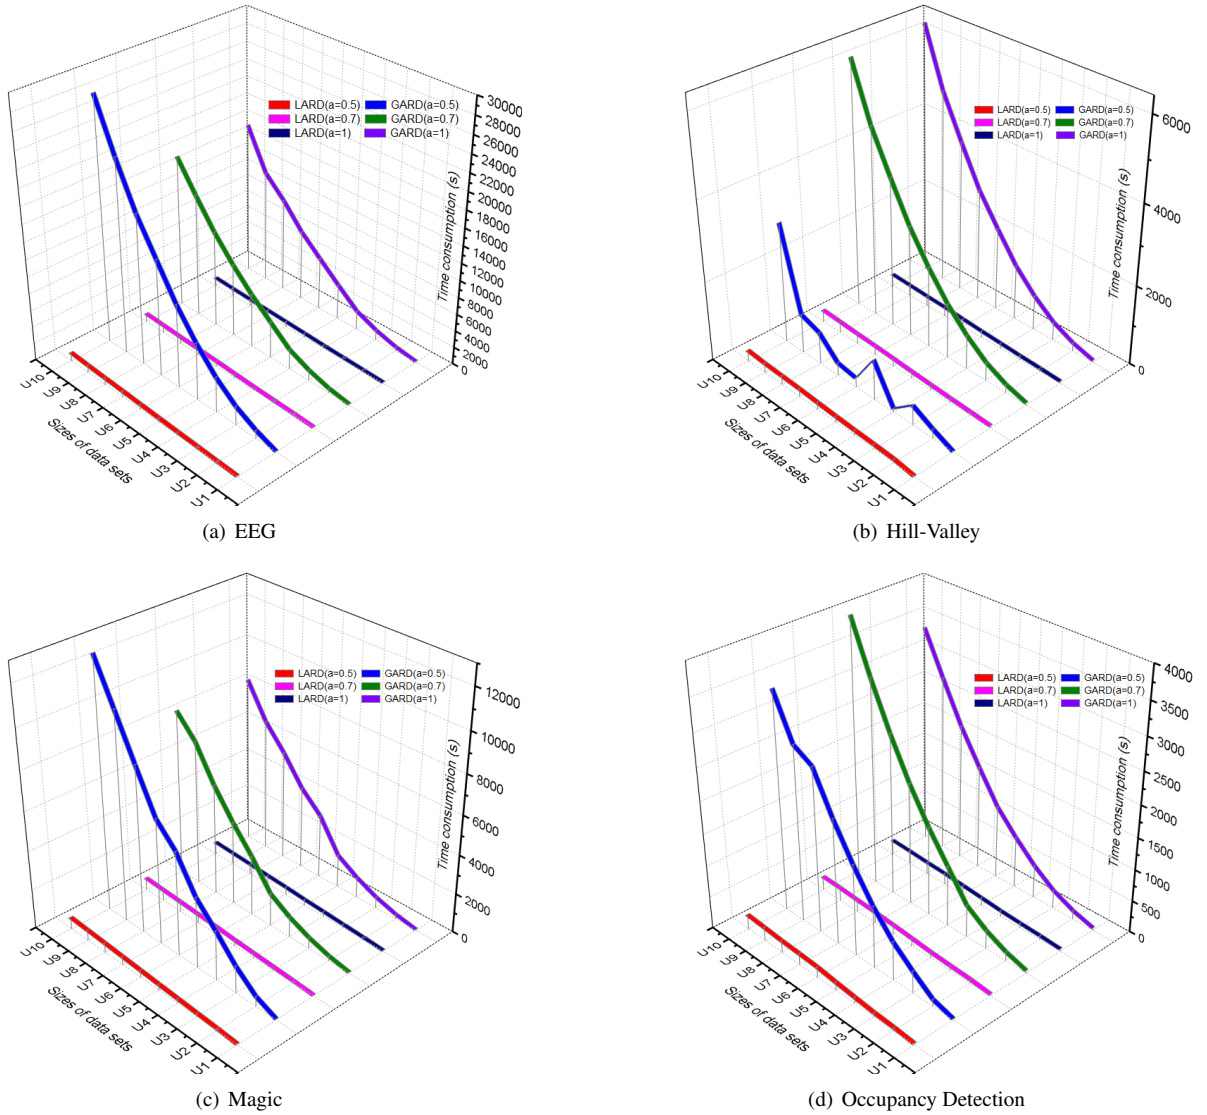 LARD(a=0.5) GARD(a=0.5)
LARD(a=0.7) GARD(a=0.7)
LARD(a=1) GARD(a=1)
30000
28000
26000
24000
22000
20000
18000
16000
14000
12000
10000
8000
6000
4000
2000
0
Time consumption (s)
U10
U9
U8
U7
U6
U5
U4
U3
U2
U1
Sizes of data sets
(a) EEG
LARD(a=0.5) GARD(a=0.5)
LARD(a=0.7) GARD(a=0.7)
LARD(a=1) GARD(a=1)
6000
4000
2000
0
Time consumption (s)
U10
U9
U8
U7
U6
U5
U4
U3
U2
U1
Sizes of data sets
(b) Hill-Valley
LARD(a=0.5) GARD(a=0.5)
LARD(a=0.7) GARD(a=0.7)
LARD(a=1) GARD(a=1)
12000
10000
8000
6000
4000
2000
0
Time consumption (s)
U10
U9
U8
U7
U6
U5
U4
U3
U2
U1
Sizes of data sets
(c) Magic
LARD(a=0.5) GARD(a=0.5)
LARD(a=0.7) GARD(a=0.7)
LARD(a=1) GARD(a=1)
4000
3500
3000
2500
2000
1500
1000
500
0
Time consumption (s)
U10
U9
U8
U7
U6
U5
U4
U3
U2
U1
Sizes of data sets
(d) Occupancy Detection